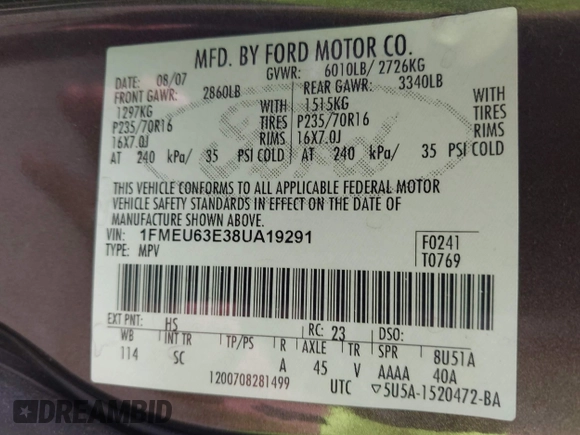 MFD. BY FORD MOTOR CO.
DATE: 08/07 GVWR: 6010LB/ 2726KG
FRONT GAWR: 2860LB REAR GAWR: 3340LB
1297KG WITH 1515KG WITH
P235/70R16 TIRES P235/70R16 TIRES
16X7.0J RIMS 16X7.0J RIMS
AT 240 kPa/ 35 PSI COLD AT 240 kPa/ 35 PSI COLD
THIS VEHICLE CONFORMS TO ALL APPLICABLE FEDERAL MOTOR
VEHICLE SAFETY STANDARDS IN EFFECT ON THE DATE OF
MANUFACTURE SHOWN ABOVE.
VIN: 1FMEU63E38UA19291 F0241
TYPE: MPV T0769
EXT PNT: HS RC: 23 DSO:
WB INT TR TP/PS R AXLE TR SPR 8U51A
114 SC A 45 V AAAA 40A
1200708281499 UTC ▽5U5A-1520472-BA
DREAMBID